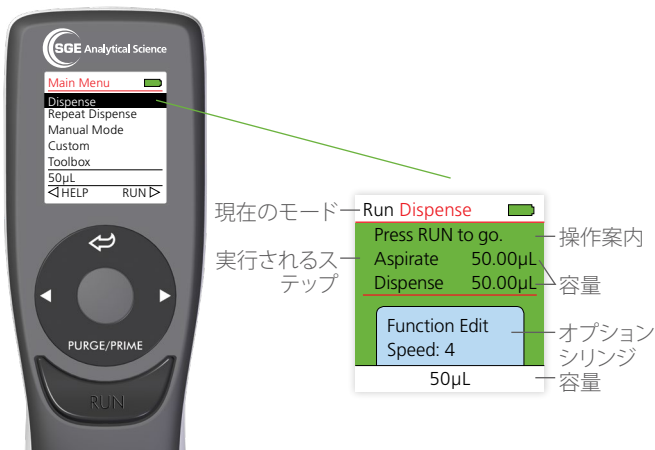 SGE Analytical Science
Main Menu
Dispense
Repeat Dispense
Manual Mode
Custom
Toolbox
50µL
HELP RUN
PURGE/PRIME
RUN
現在のモード
実行されるス
テップ
Run Dispense
Press RUN to go.
Aspirate 50.00µL
Dispense 50.00µL
Function Edit
Speed: 4
50µL
操作案内
容量
オプション
シリンジ
容量